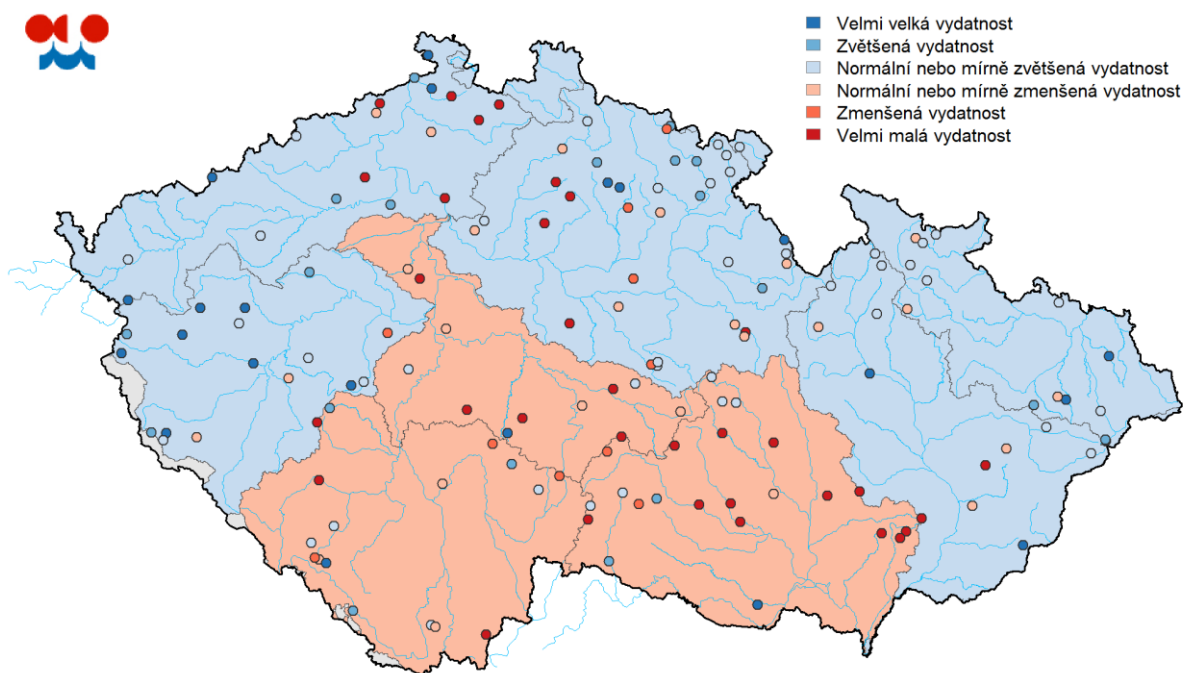 Velmi velká vydatnost
Zvětšená vydatnost
Normální nebo mírně zvětšená vydatnost
Normální nebo mírně zmenšená vydatnost
Zmenšená vydatnost
Velmi malá vydatnost